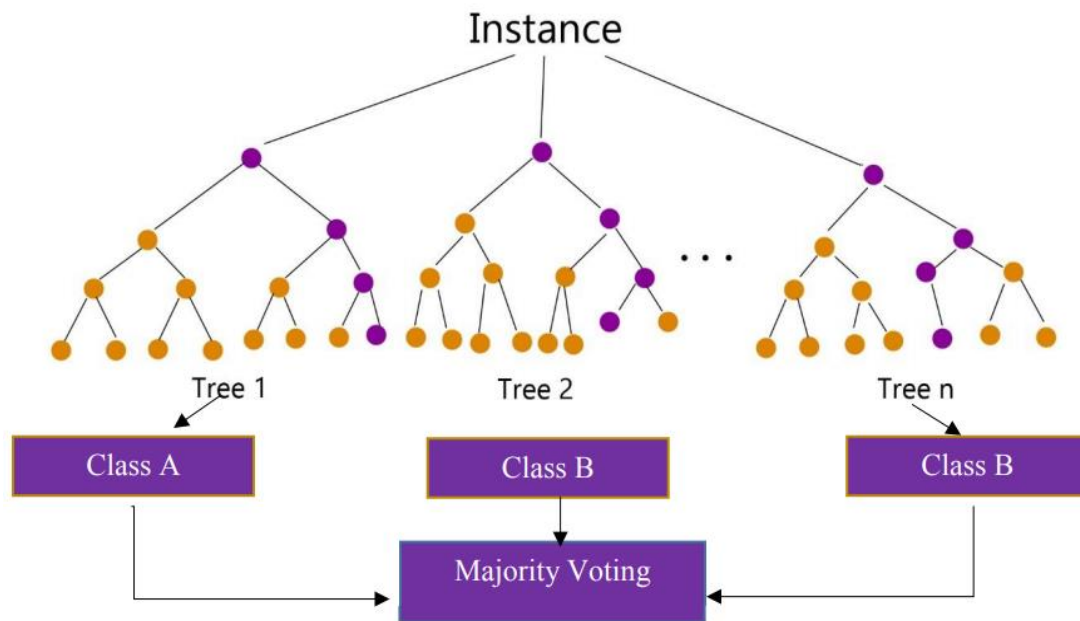 Instance
. . .
Tree 1
Tree 2
Tree n
Class A
Class B
Class B
Majority Voting